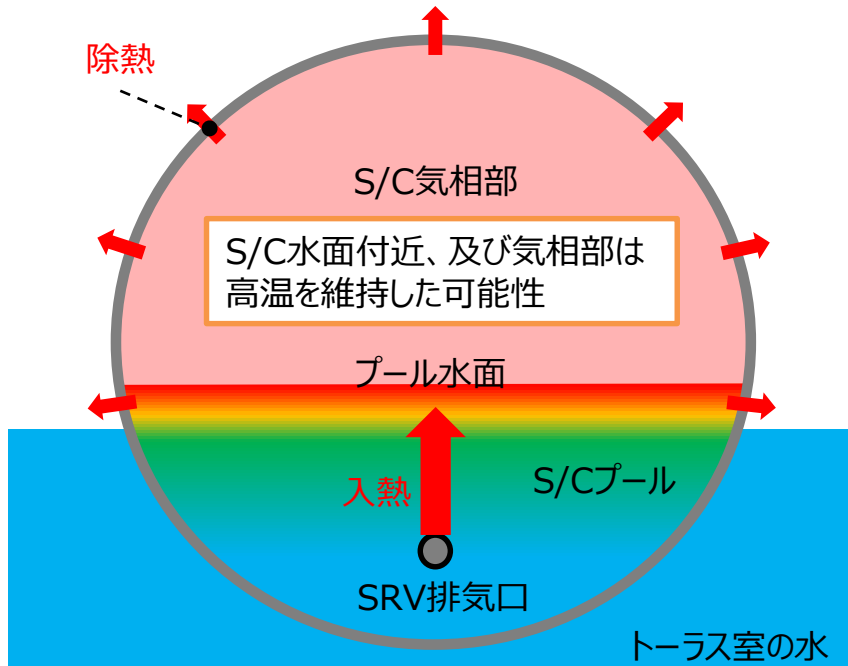 除熱
S/C気相部
S/C水面付近、及び気相部は
高温を維持した可能性
プール水面
入熱
S/Cプール
SRV排気口
トーラス室の水